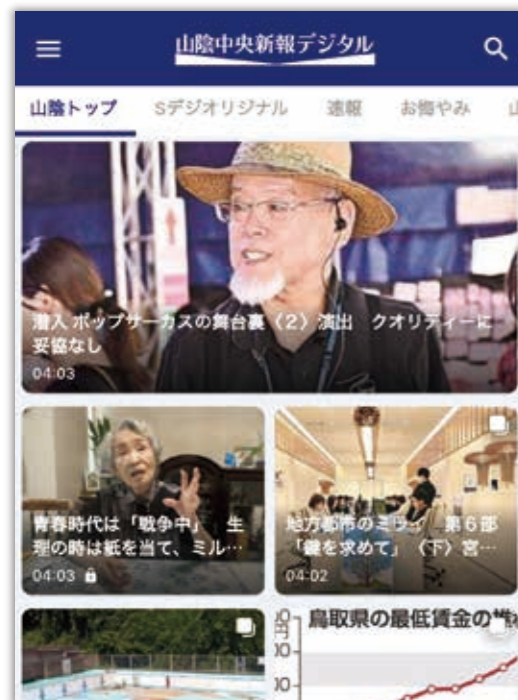 山陰中央新報デジタル
山陰トップ Sデジオリジナル 速報 お悔やみ
潜入 ポップサーカスの舞台裏〈2〉演出 クオリティーに
妥協なし
04:03
青春時代は「戦争中」 生
理の時は紙を当て、ミル…
04:03
地方都市のミライ 第6部
「鍵を求めて」〈下〉宮…
04:02
円
鳥取県の最低賃金の推